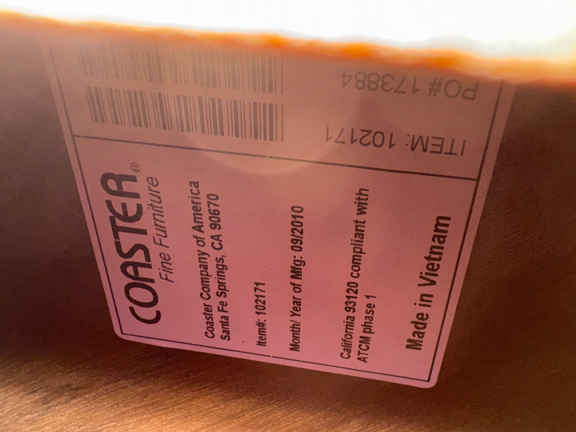 COASTER®
Fine Furniture
Coaster Company of America
Santa Fe Springs, CA 90670
Item#: 102171
Month/ Year of Mfg: 09/2010
California 93120 compliant with
ATCM phase 1
Made in Vietnam
ITEM: 102171
PO# 173884